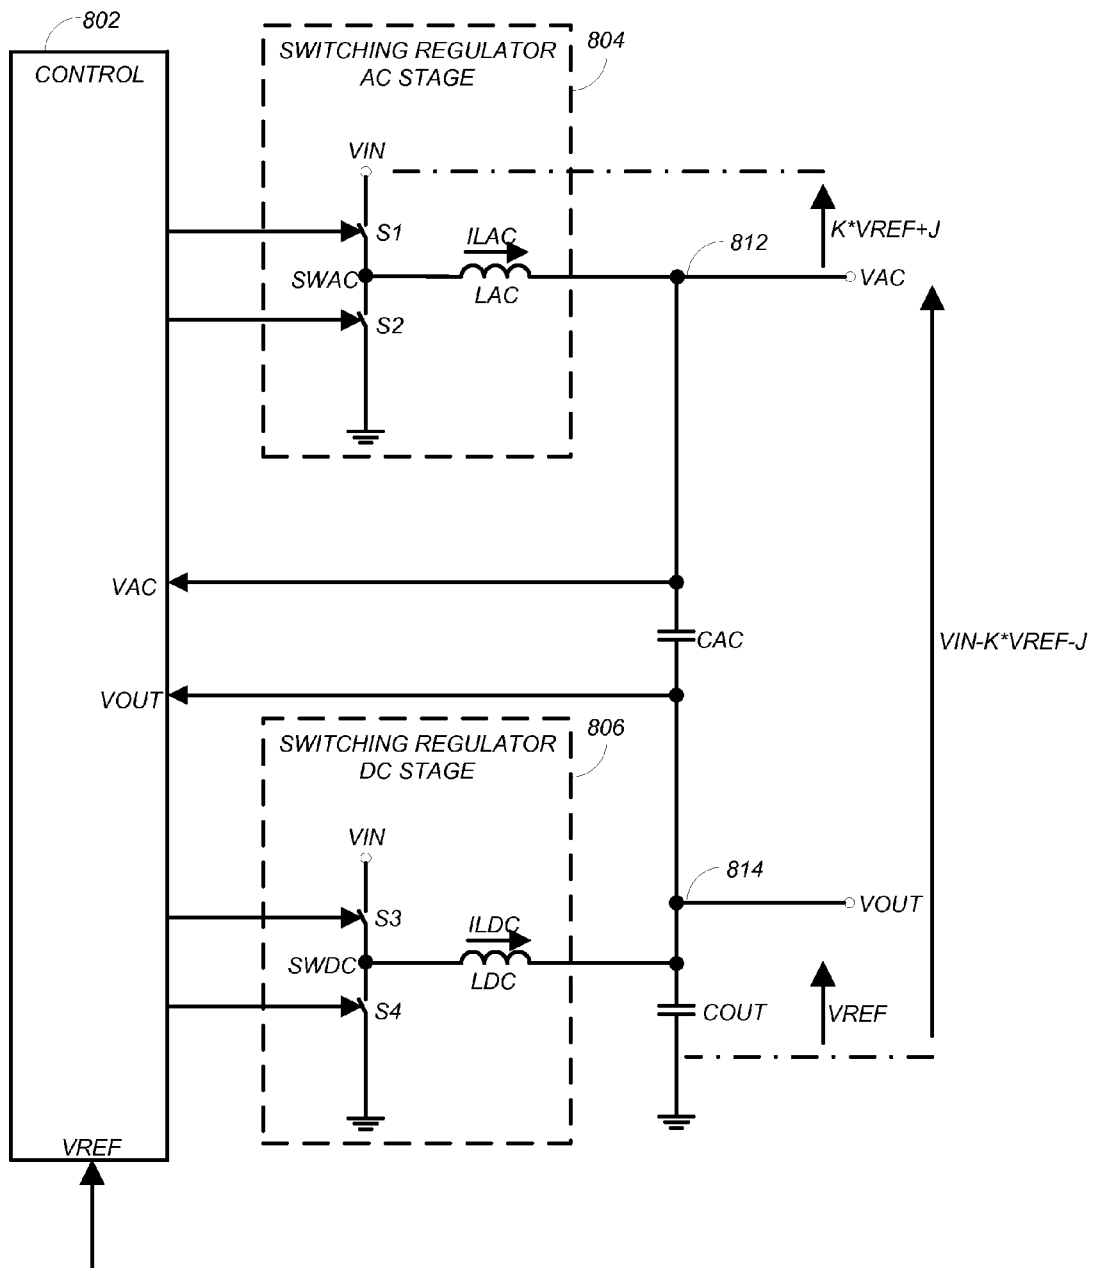 802
CONTROL
SWITCHING REGULATOR
AC STAGE
804
VIN
S1
ILAC
SWAC
LAC
S2
812
K*VREF+J
VAC
VAC
CAC
VIN-K*VREF-J
VOUT
SWITCHING REGULATOR
DC STAGE
806
VIN
S3
ILDC
SWDC
LDC
S4
814
VOUT
COUT
VREF
VREF